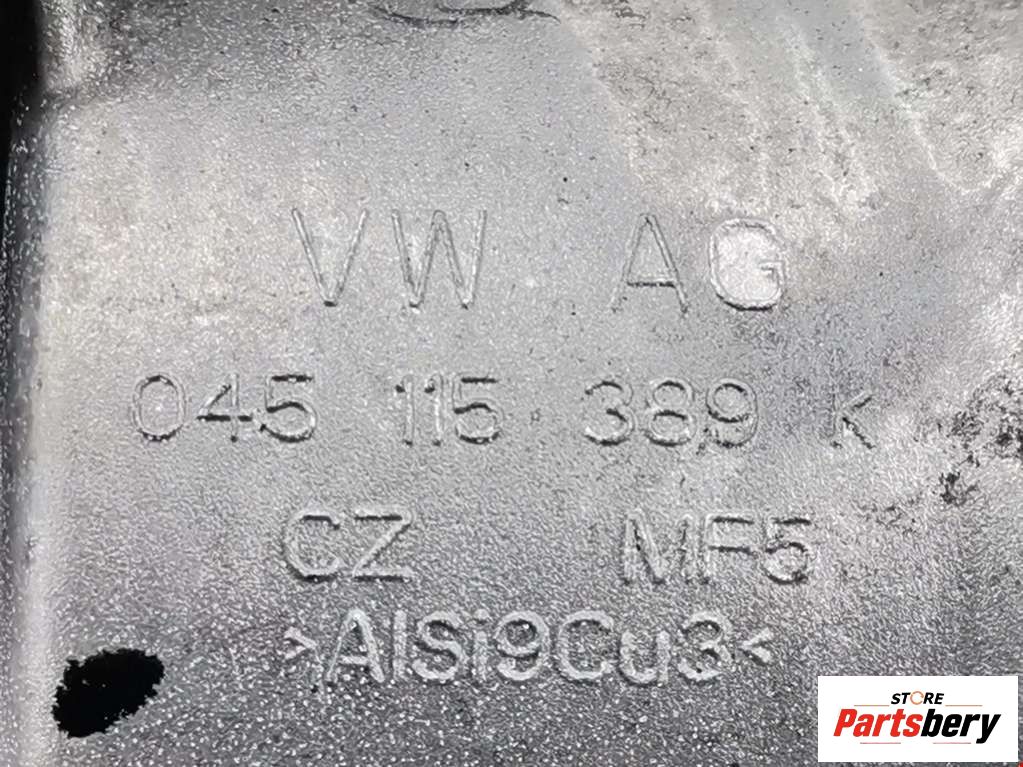 VW AG
045 115 389 K
CZ MF5
>AlSi9Cu3<
STORE
Partsbery